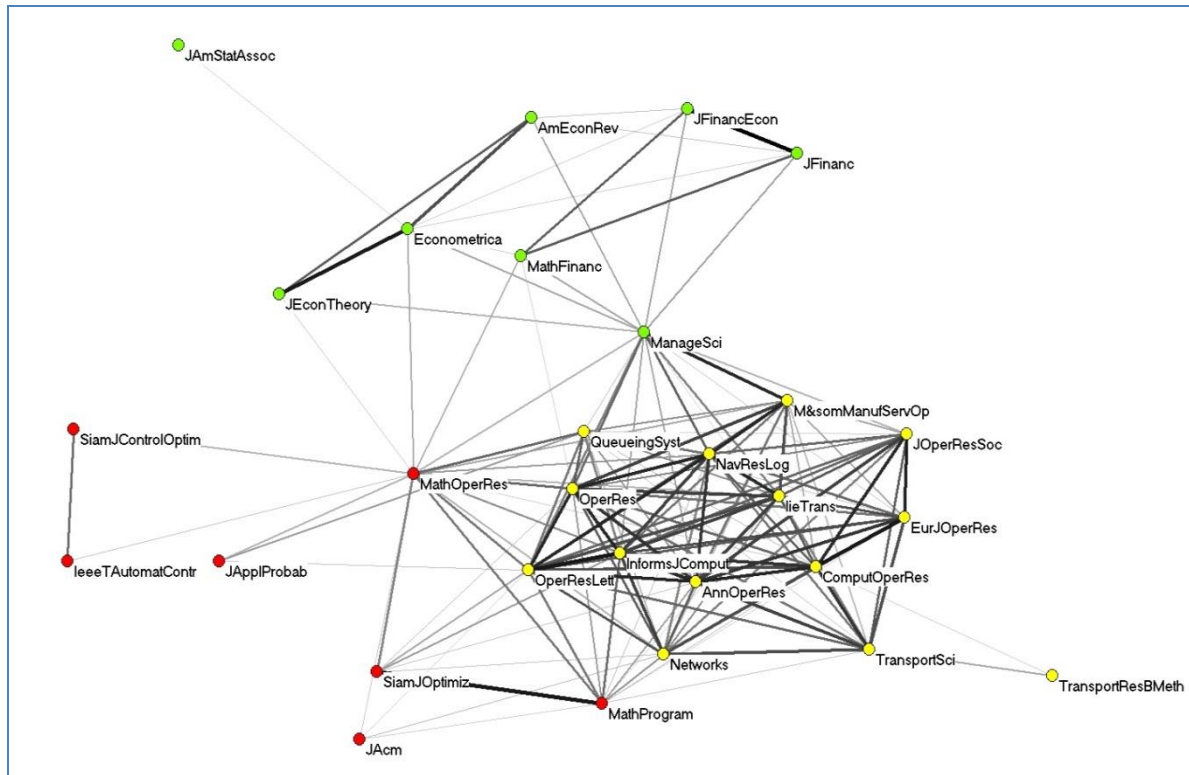 JAmStatAssoc
AmEconRev
JFinancEcon
JFinanc
Econometrica
MathFinanc
JEconTheory
ManageSci
M&somManufServOp
SiamJControlOptim
QueueingSyst
JOperResSoc
NavResLog
MathOperRes
OperRes
IieTrans
EurJOperRes
IeeeTAutomatContr
JApplProbab
InformsJComput
OperResLett
ComputOperRes
AnnOperRes
Networks
TransportSci
SiamJOptimiz
TransportResBMeth
MathProgram
JAcm